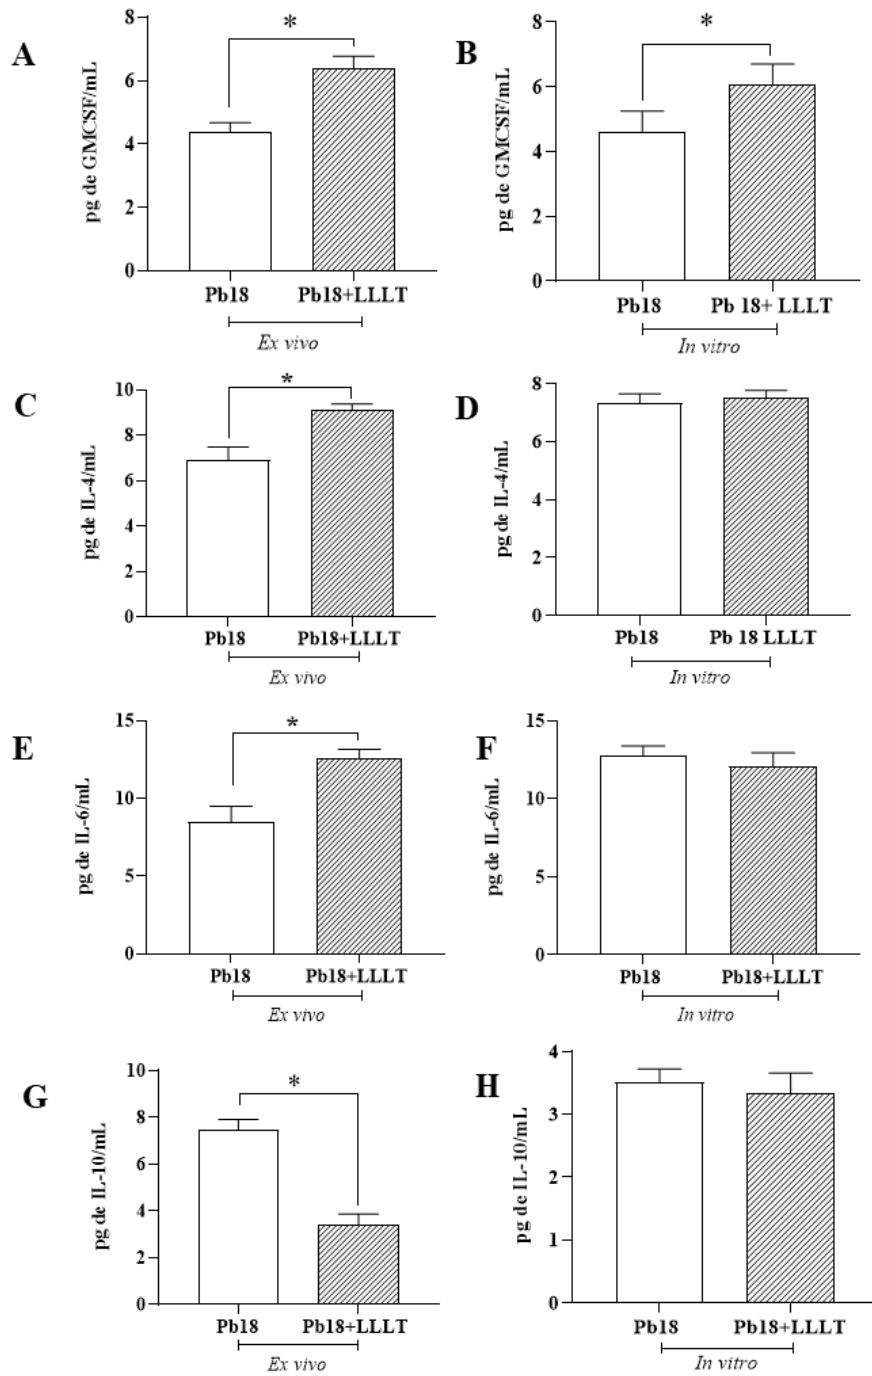 A
pg de GMCSF/mL
8
6
4
2
0
*
Pb18 Pb18+LLLT
Ex vivo
B
pg de GMCSF/mL
8
6
4
2
0
*
Pb18 Pb 18+ LLLT
In vitro
C
pg de IL-4/mL
10
8
6
4
2
0
*
Pb18 Pb18+LLLT
Ex vivo
D
pg de IL-4/mL
8
6
4
2
0
Pb18 Pb 18 LLLT
In vitro
E
pg de IL-6/mL
15
10
5
0
*
Pb18 Pb18+LLLT
Ex vivo
F
pg de IL-6/mL
15
10
5
0
Pb18 Pb18+LLLT
In vitro
G
pg de IL-10/mL
10
8
6
4
2
0
*
Pb18 Pb18+LLLT
Ex vivo
H
pg de IL-10/mL
4
3
2
1
0
Pb18 Pb18+LLLT
In vitro